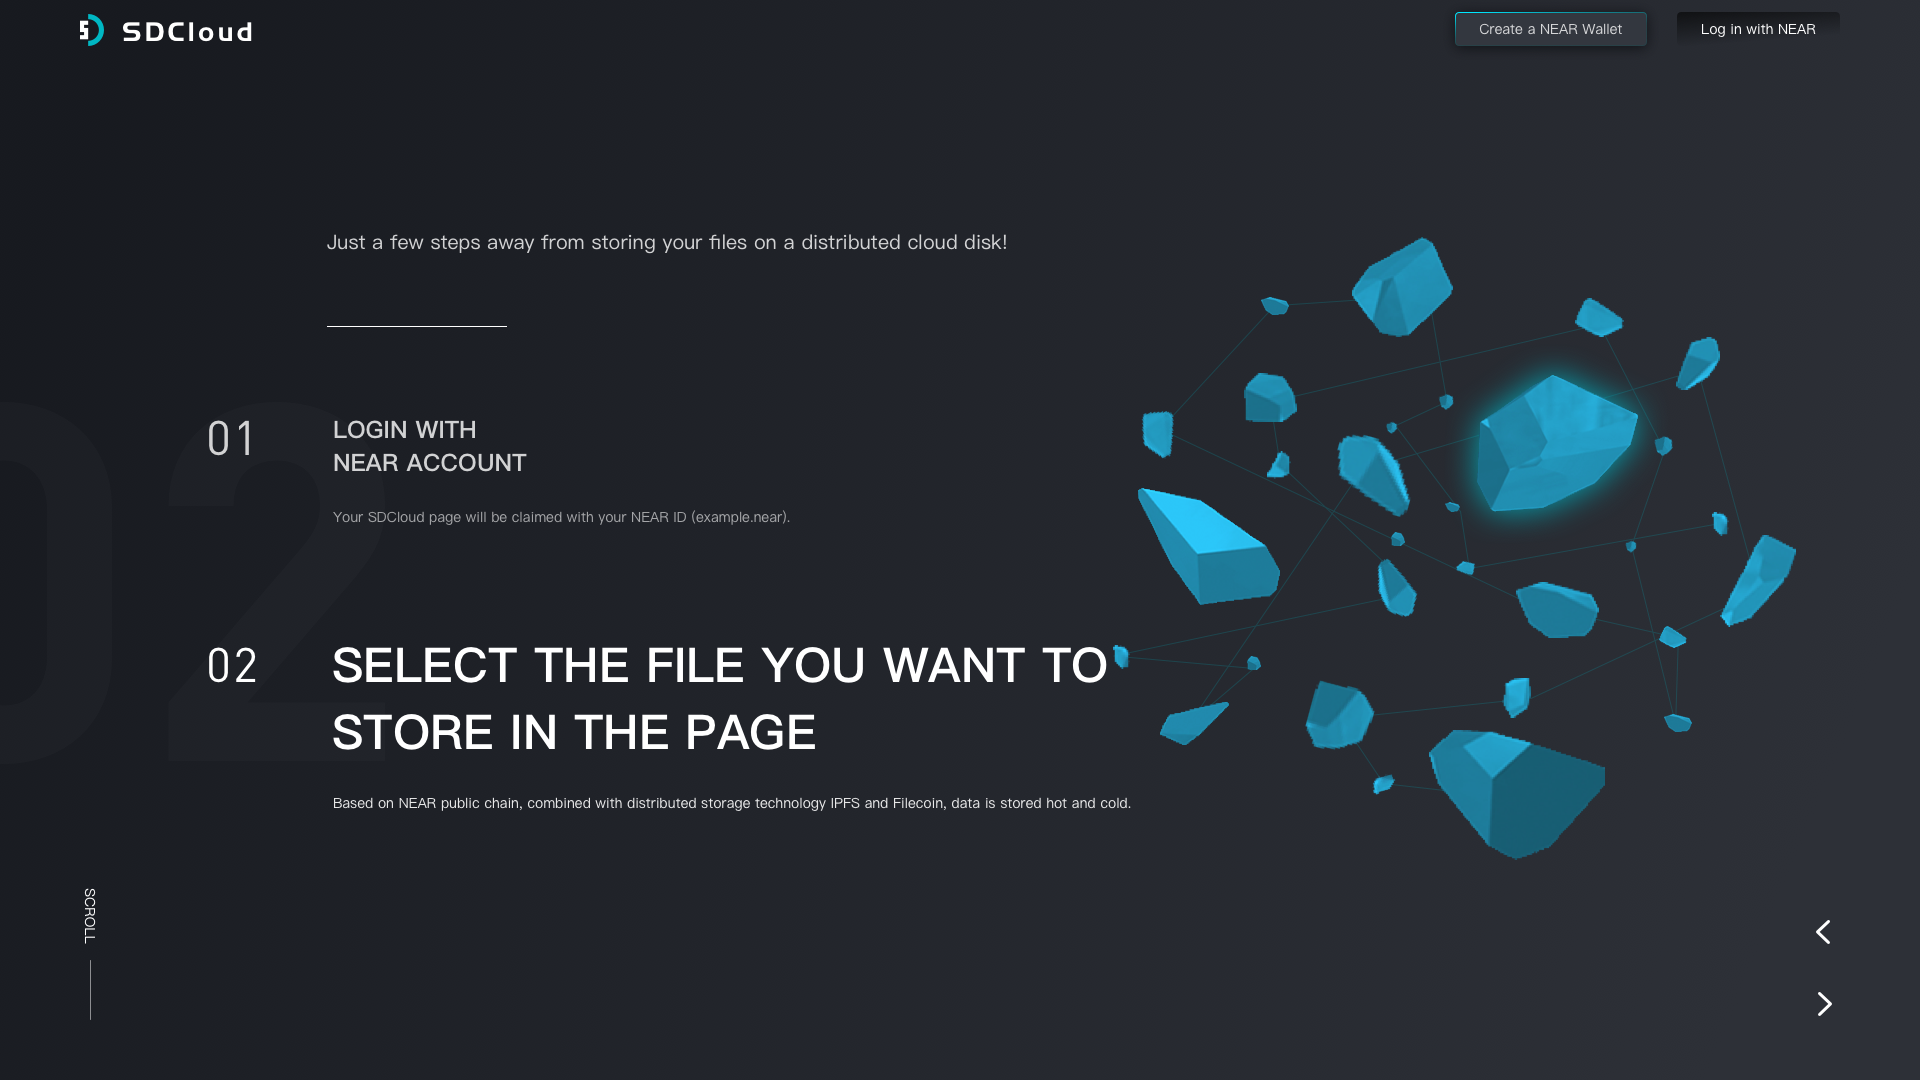 SDCloud
Create a NEAR Wallet
Log in with NEAR
Just a few steps away from storing your files on a distributed cloud disk!
01
LOGIN WITH
NEAR ACCOUNT
Your SDCloud page will be claimed with your NEAR ID (example.near).
02
02
SELECT THE FILE YOU WANT TO
STORE IN THE PAGE
Based on NEAR public chain, combined with distributed storage technology IPFS and Filecoin, data is stored hot and cold.
SCROLL